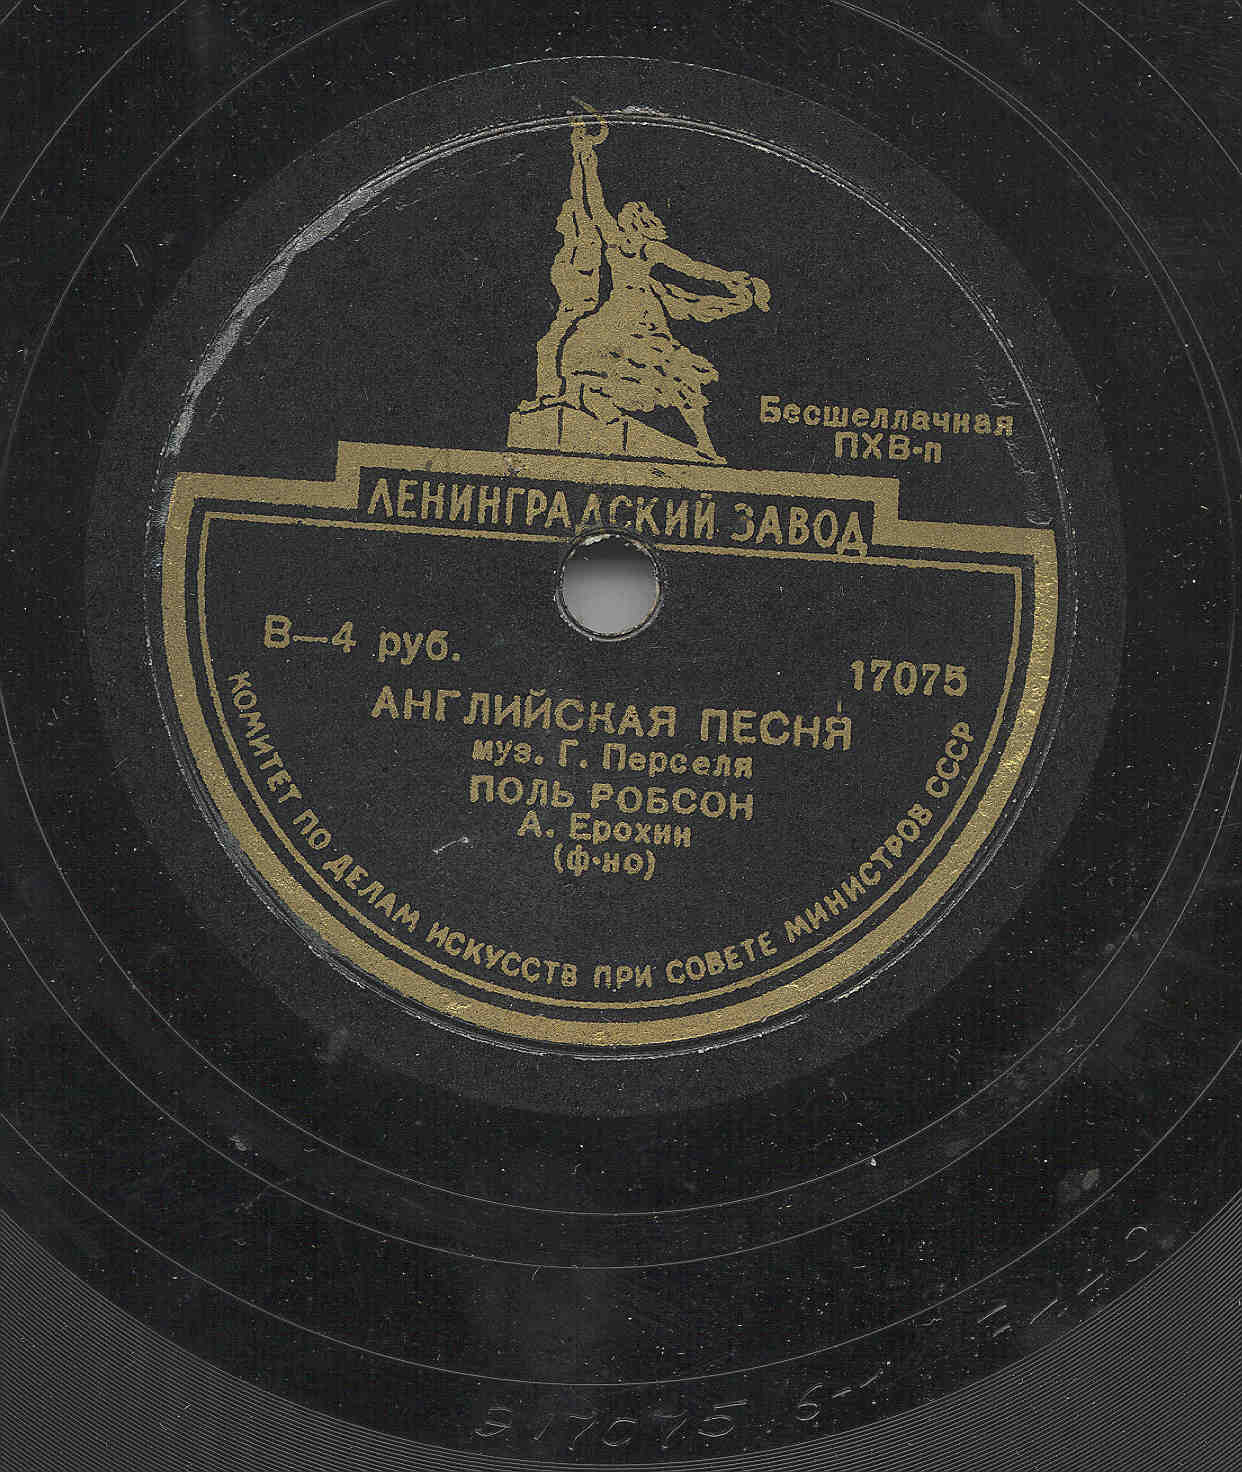 Бесшеллачная
ПХВ-п
ЛЕНИНГРАДСКИЙ ЗАВОД
В—4 руб.
17075
АНГЛИЙСКАЯ ПЕСНЯ
муз. Г. Перселя
ПОЛЬ РОБСОН
А. Ерохин
(ф-но)
КОМИТЕТ ПО ДЕЛАМ ИСКУССТВ ПРИ СОВЕТЕ МИНИСТРОВ СССР
17075